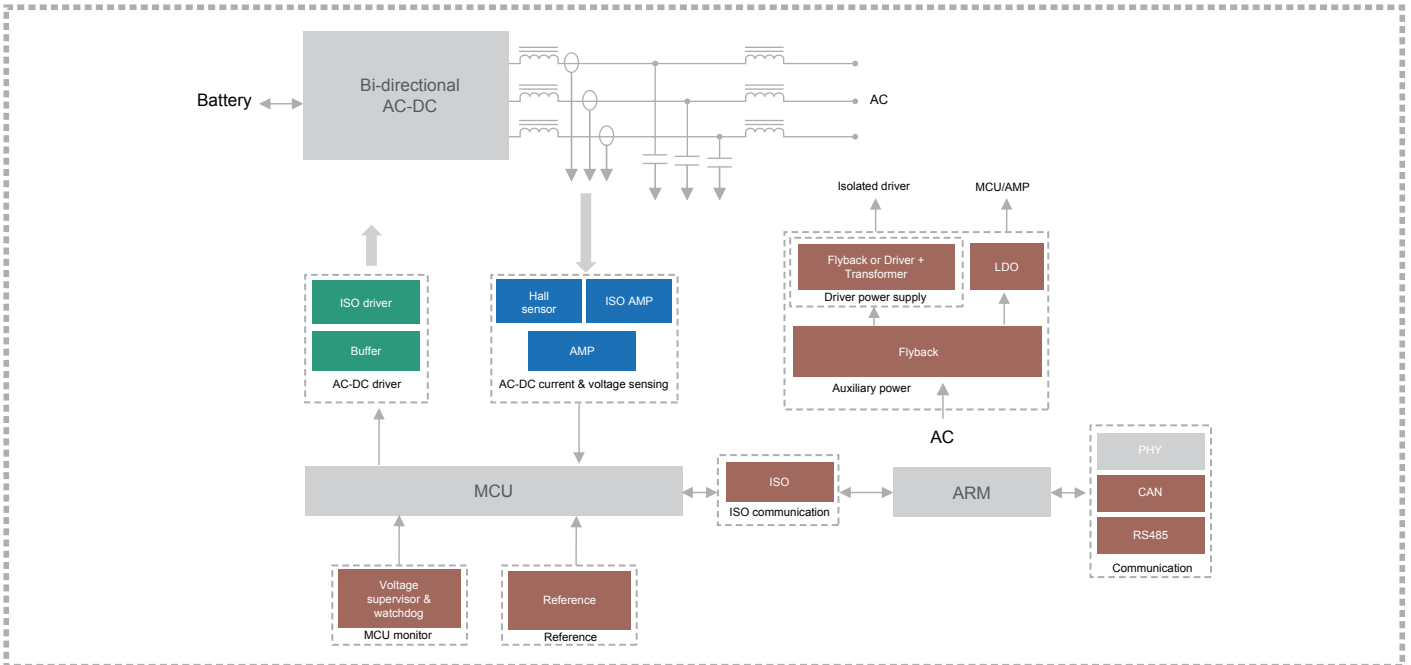 Bi-directional
AC-DC
Battery
AC
Isolated driver
MCU/AMP
Flyback or Driver +
Transformer
LDO
Driver power supply
Flyback
Auxiliary power
AC
ISO driver
Buffer
AC-DC driver
Hall
sensor
ISO AMP
AMP
AC-DC current & voltage sensing
MCU
ISO
ISO communication
ARM
PHY
CAN
RS485
Communication
Voltage
supervisor &
watchdog
MCU monitor
Reference
Reference